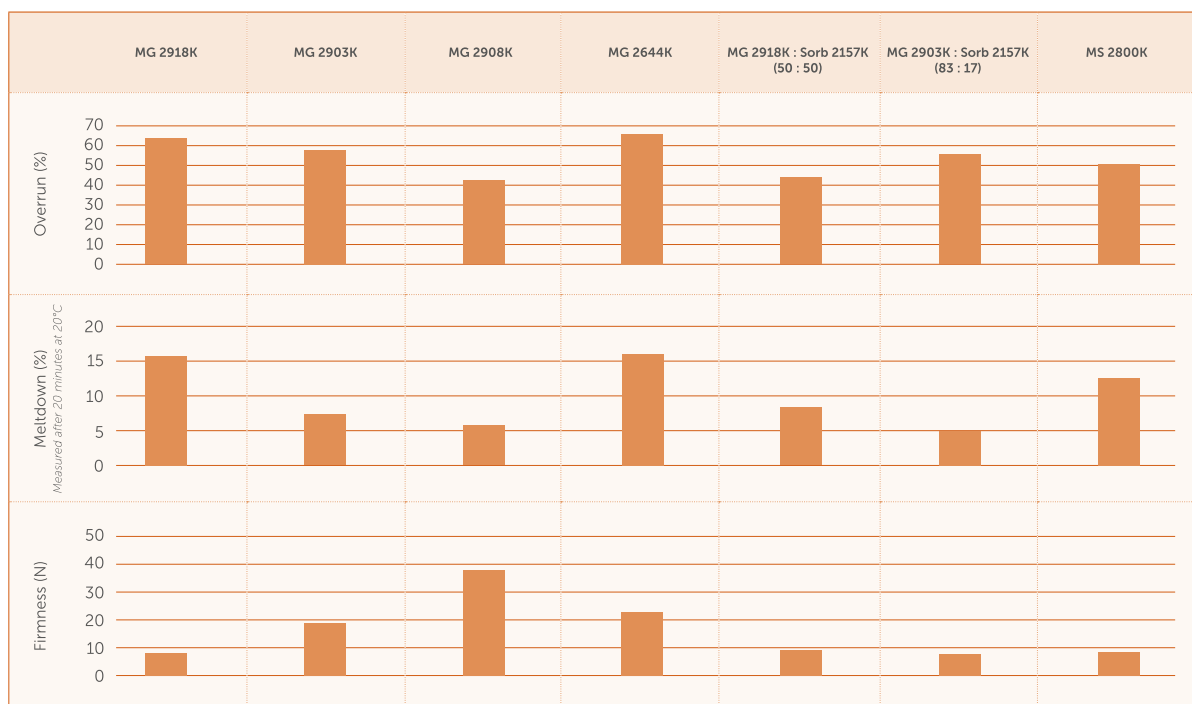 MG 2918K
MG 2903K
MG 2908K
MG 2644K
MG 2918K : Sorb 2157K
(50 : 50)
MG 2903K : Sorb 2157K
(83 : 17)
MS 2800K
Overrun (%)
70
60
50
40
30
20
10
0
Meltdown (%)
Measured after 20 minutes at 20°C
20
15
10
5
0
Firmness (N)
50
40
30
20
10
0